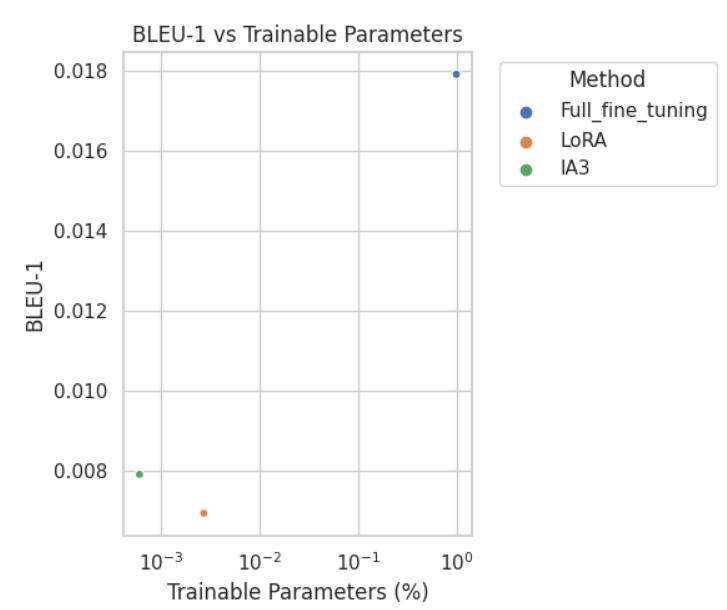 BLEU-1 vs Trainable Parameters
0.018
0.016
0.014
0.012
0.010
0.008
BLEU-1
10⁻³ 10⁻² 10⁻¹ 10⁰
Trainable Parameters (%)
Method
Full_fine_tuning
LoRA
IA3